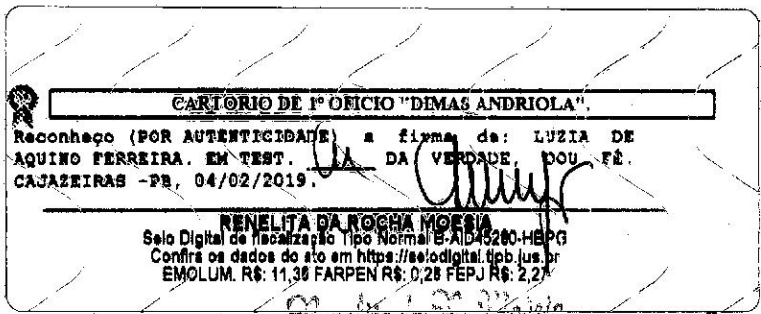 CARTORIO DE 1º OFICIO "DIMAS ANDRIOLA".
Reconheço (POR AUTENTICIDADE) a firma de: LUZIA DE
AQUINO FERREIRA. EM TEST. DA VERDADE, DOU FÉ.
CAJAZEIRAS -PB, 04/02/2019.
RENELITA DA ROCHA MOESIA
Selo Digital de fiscalização Tipo Normal B-AID45280-HBPG
Confira os dados do ato em https://selodigital.tjpb.jus.br
EMOLUM. R$: 11,36 FARPEN R$: 0,28 FEPJ R$: 2,27